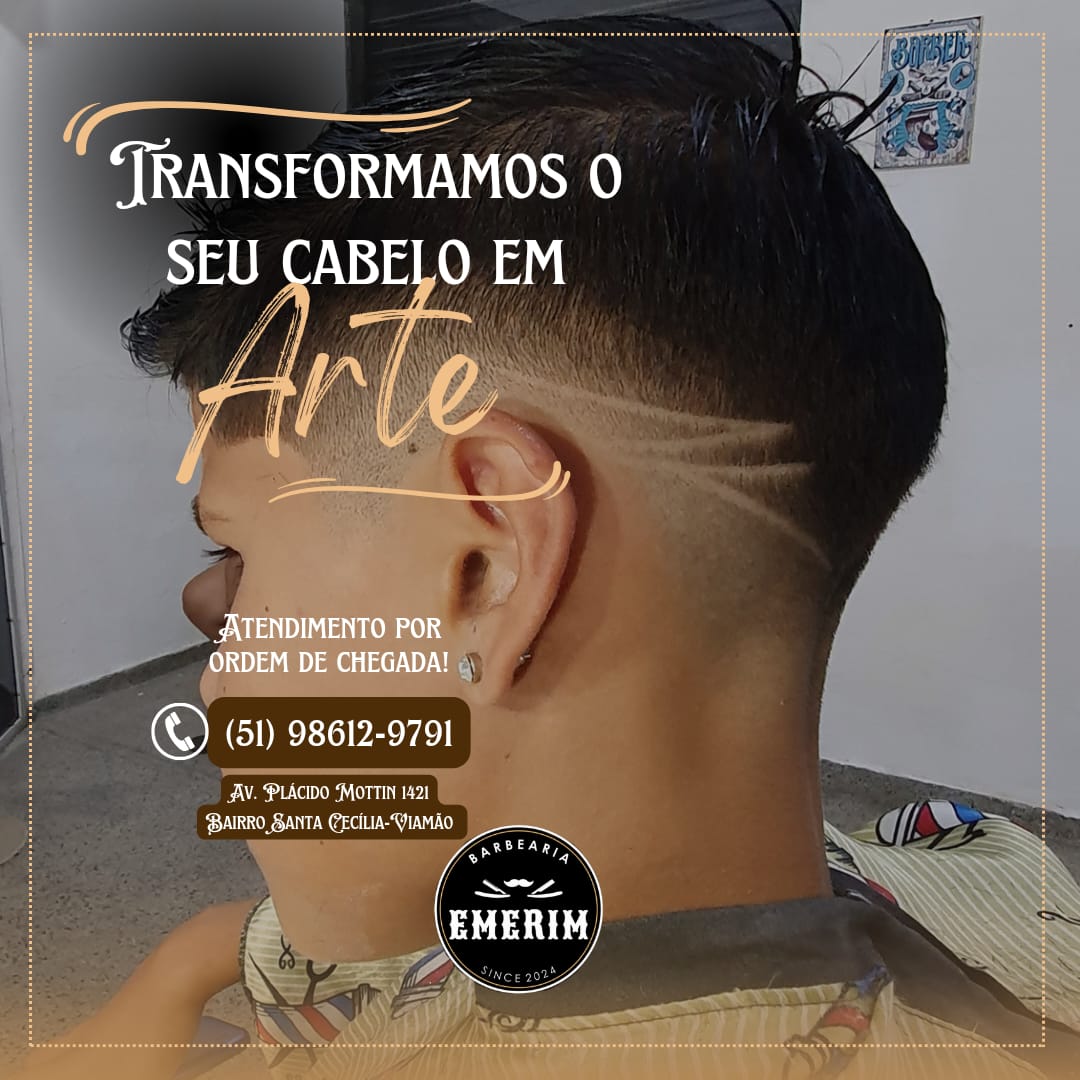 BARBER
Transformamos o
seu cabelo em
Arte
Atendimento por
ordem de chegada!
(51) 98612-9791
Av. Plácido Mottin 1421
Bairro Santa Cecília-Viamão
BARBEARIA
EMERIM
SINCE 2024